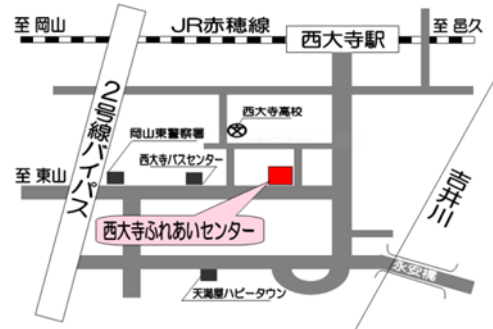 至 岡山
JR赤穂線
至 邑久
西大寺駅
2号線バイパス
西大寺高校
岡山東警察署
西大寺バスセンター
至 東山
吉井川
西大寺ふれあいセンター
永安橋
天満屋ハピータウン